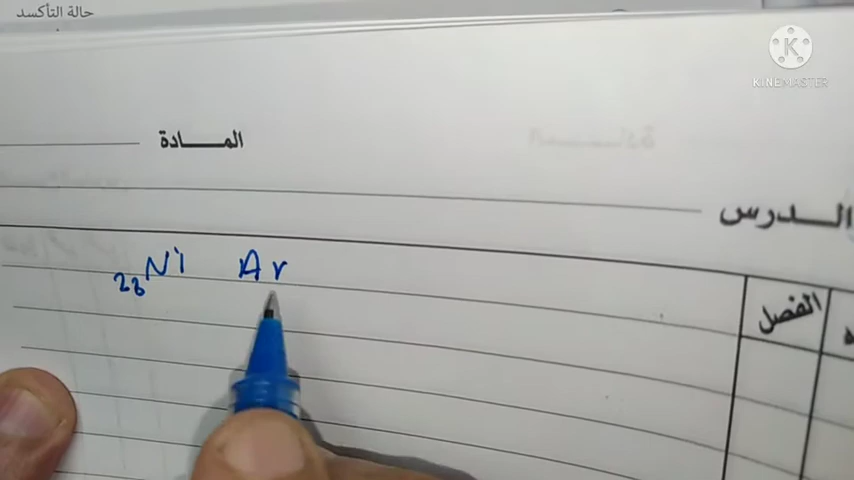 حالة التأكسد
KINEMASTER
المـــادة
الـــدرس
28Ni Ar
الفصل